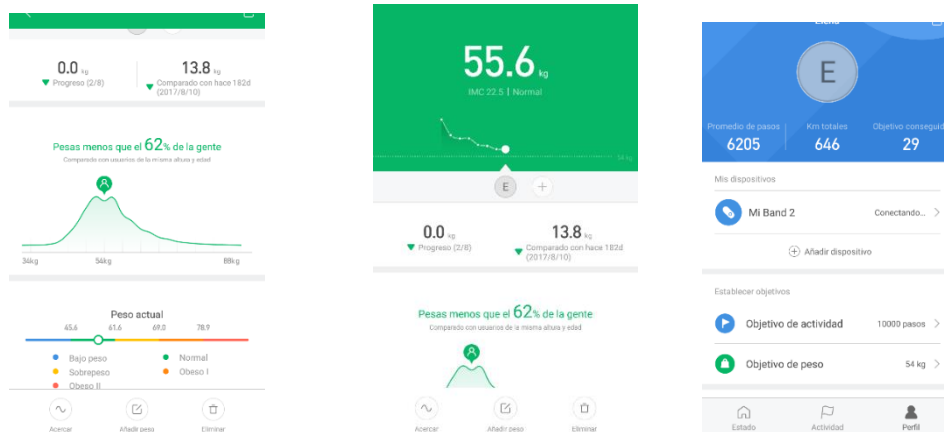 0.0 kg
13.8 kg
Progreso (2/8)
Comparado con hace 182d
(2017/8/10)
Pesas menos que el 62% de la gente
Comparado con usuarios de la misma altura y edad
34kg 54kg 88kg
Peso actual
45.6 61.6 69.0 78.9
Bajo peso
Normal
Sobrepeso
Obeso I
Obeso II
Acercar
Añadir peso
Eliminar
55.6 kg
IMC 22.5 | Normal
54 kg
E
0.0 kg
13.8 kg
Progreso (2/8)
Comparado con hace 182d
(2017/8/10)
Pesas menos que el 62% de la gente
Comparado con usuarios de la misma altura y edad
Acercar
Añadir peso
Eliminar
Elena
E
Promedio de pasos
Km totales
Objetivo conseguid
6205
646
29
Mis dispositivos
Mi Band 2
Conectando...
Añadir dispositivo
Establecer objetivos
Objetivo de actividad
10000 pasos
Objetivo de peso
54 kg
Estado
Actividad
Perfil